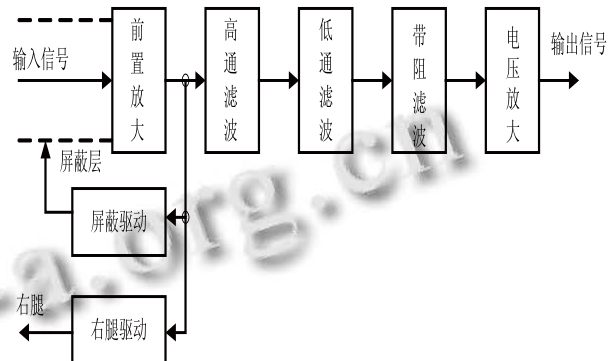 输入信号
前置放大
高通滤波
低通滤波
带阻滤波
电压放大
输出信号
屏蔽层
屏蔽驱动
右腿
右腿驱动
a.org.cn